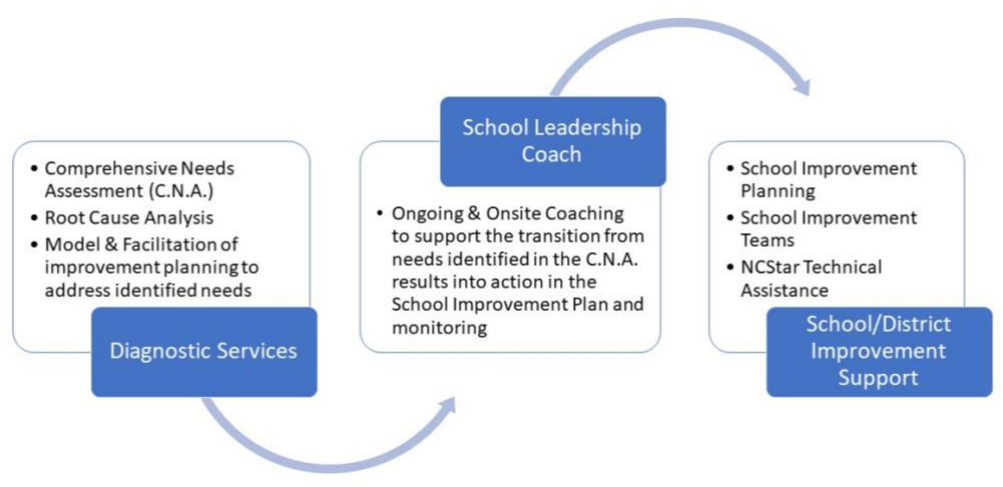 • Comprehensive Needs
Assessment (C.N.A.)
• Root Cause Analysis
• Model & Facilitation of
improvement planning to
address identified needs
Diagnostic Services
School Leadership
Coach
• Ongoing & Onsite Coaching
to support the transition from
needs identified in the C.N.A.
results into action in the
School Improvement Plan and
monitoring
• School Improvement
Planning
• School Improvement
Teams
• NCStar Technical
Assistance
School/District
Improvement
Support